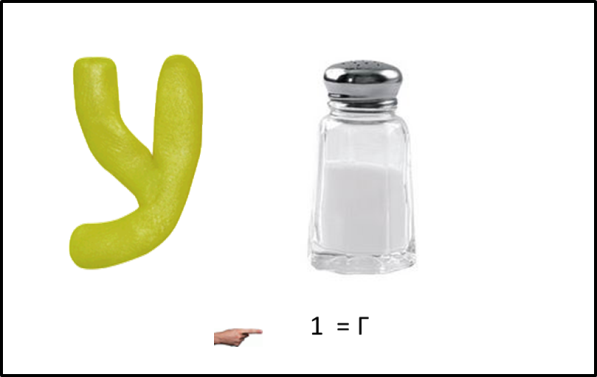 У
1 = Г